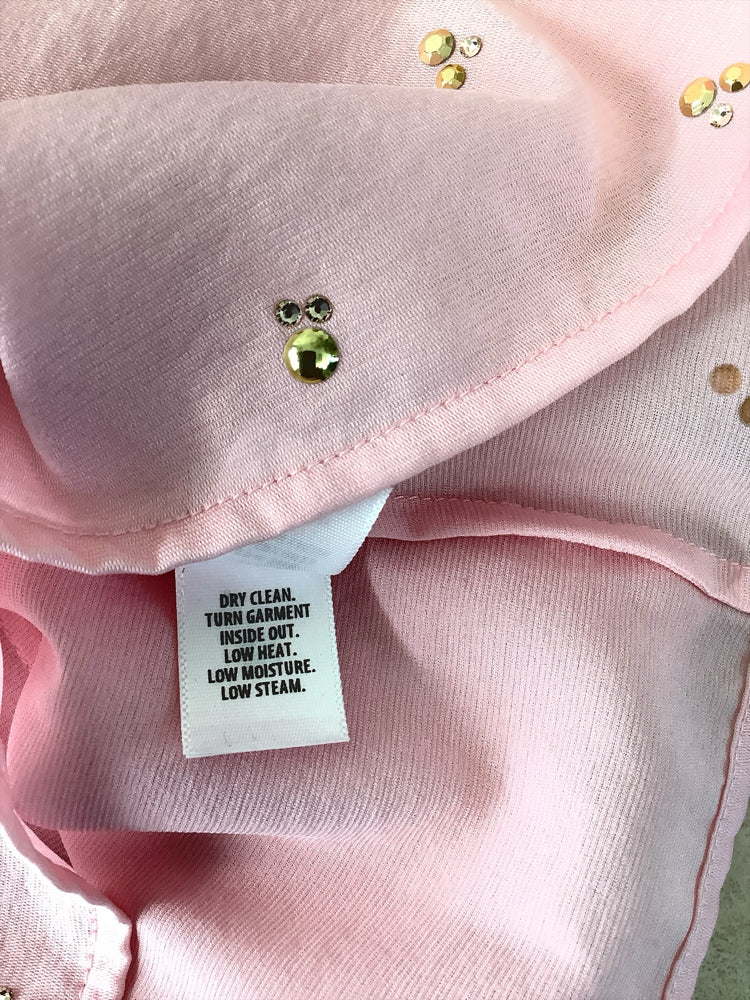 DRY CLEAN.
TURN GARMENT
INSIDE OUT.
LOW HEAT.
LOW MOISTURE.
LOW STEAM.